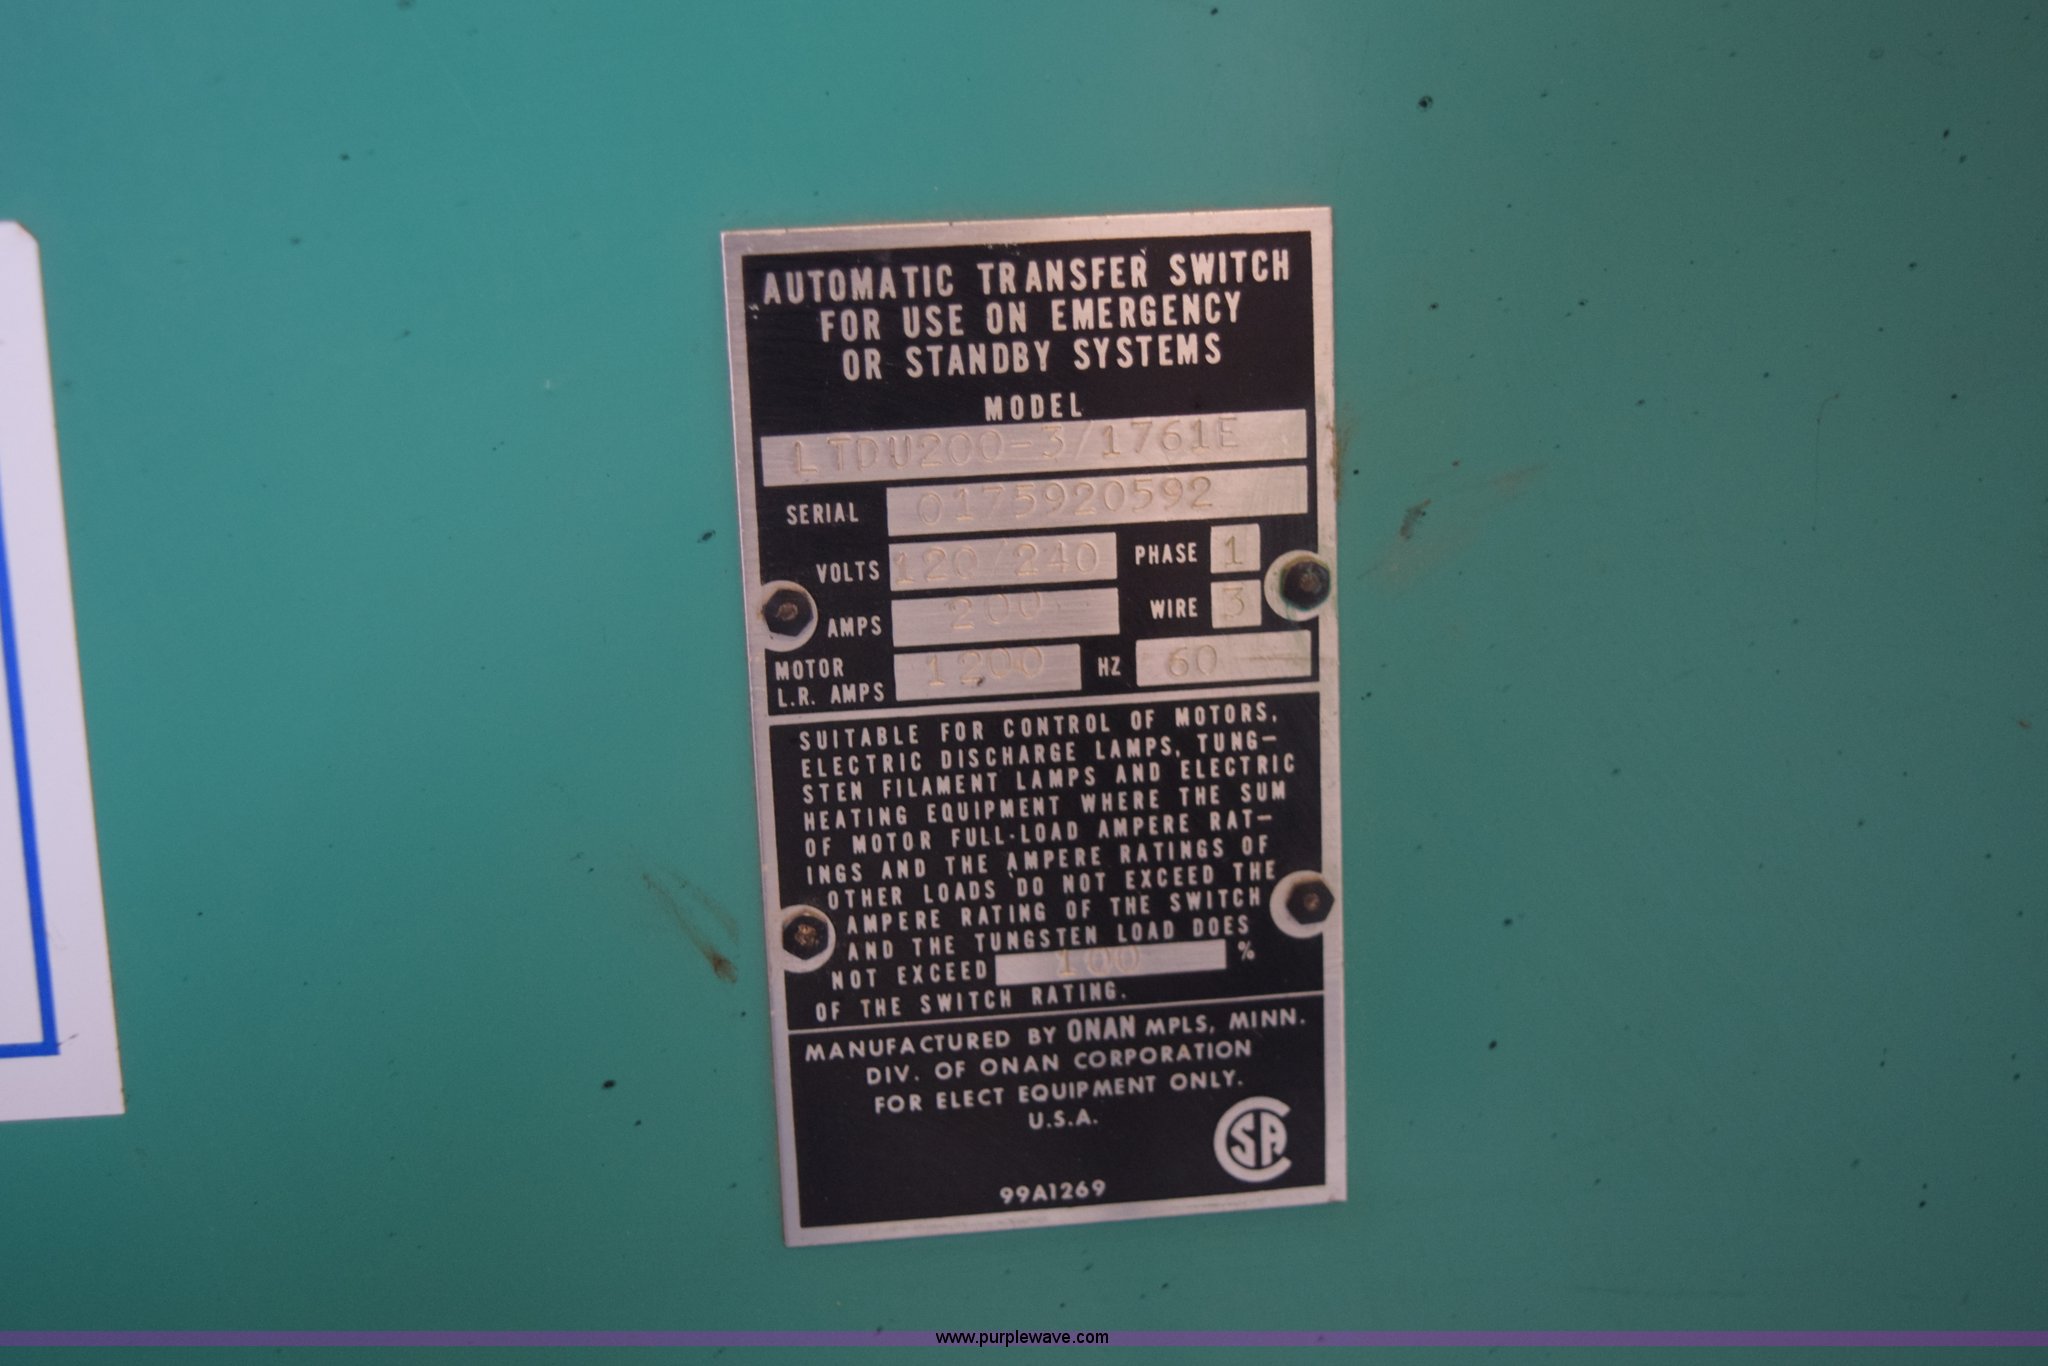 AUTOMATIC TRANSFER SWITCH
FOR USE ON EMERGENCY
OR STANDBY SYSTEMS
MODEL
LTDU200-3/1761E
SERIAL 0175920592
VOLTS 120/240 PHASE 1
AMPS 200 WIRE 3
MOTOR
L.R. AMPS 1200 HZ 60
SUITABLE FOR CONTROL OF MOTORS,
ELECTRIC DISCHARGE LAMPS, TUNG-
STEN FILAMENT LAMPS AND ELECTRIC
HEATING EQUIPMENT WHERE THE SUM
OF MOTOR FULL-LOAD AMPERE RAT-
INGS AND THE AMPERE RATINGS OF
OTHER LOADS DO NOT EXCEED THE
AMPERE RATING OF THE SWITCH
AND THE TUNGSTEN LOAD DOES
NOT EXCEED 100 %
OF THE SWITCH RATING.
MANUFACTURED BY ONAN MPLS, MINN.
DIV. OF ONAN CORPORATION
FOR ELECT EQUIPMENT ONLY.
U.S.A.
CSA
99A1269
www.purplewave.com